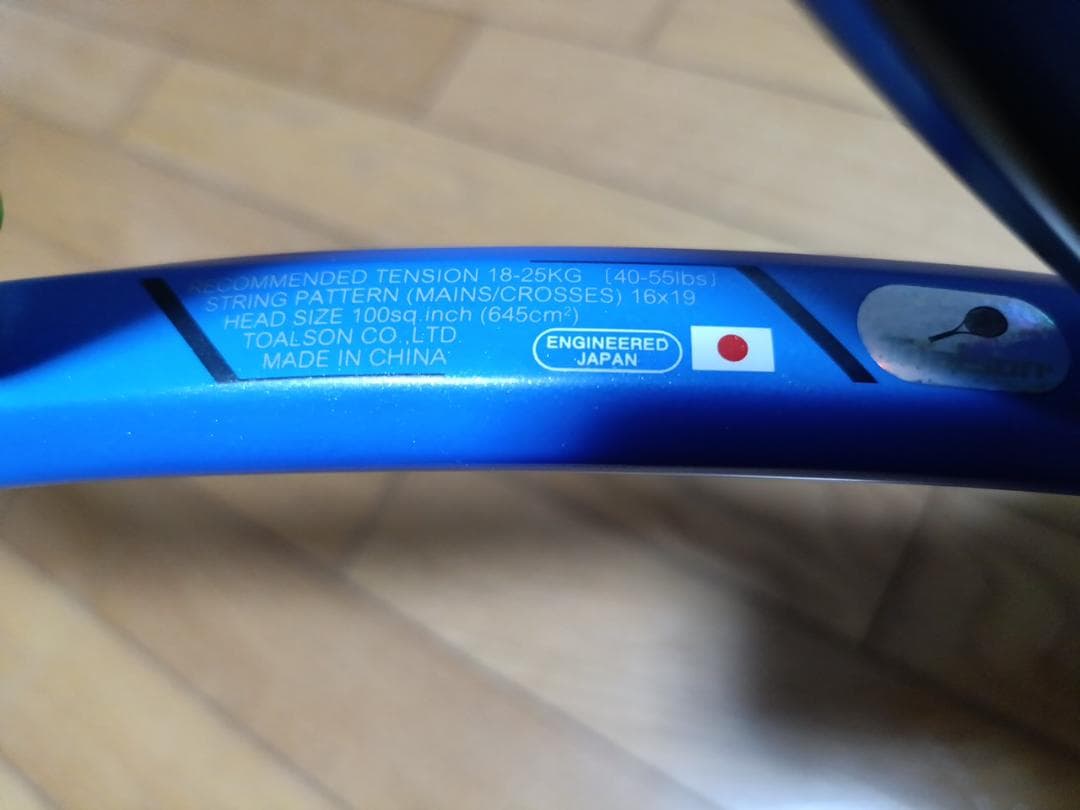 RECOMMENDED TENSION 18-25KG [40-55lbs]
STRING PATTERN (MAINS/CROSSES) 16x19
HEAD SIZE 100sq.inch (645cm²)
TOALSON CO.,LTD.
MADE IN CHINA
ENGINEERED
JAPAN